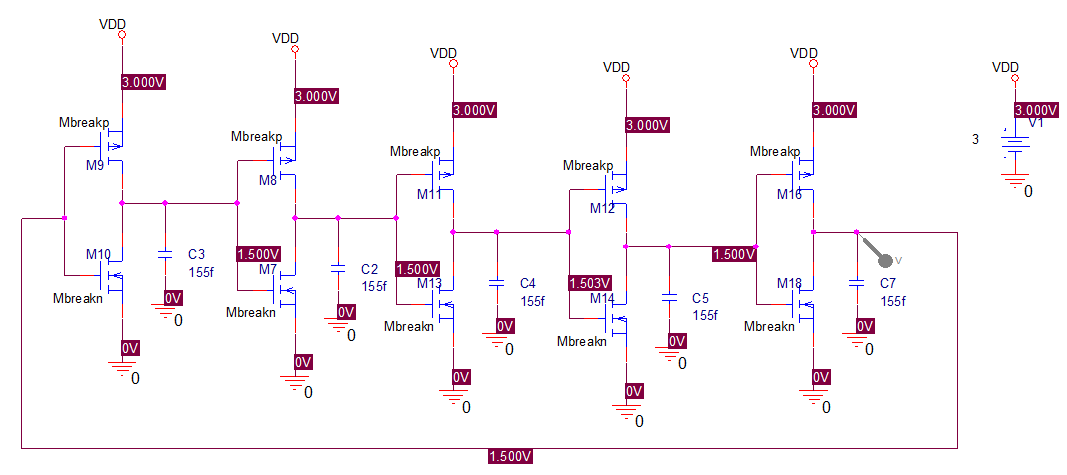 VDD
VDD
VDD
VDD
VDD
VDD
3.000V
3.000V
3.000V
3.000V
3.000V
3.000V
V1
3
0
Mbreakp
M9
Mbreakp
M8
Mbreakp
M11
Mbreakp
M12
Mbreakp
M16
M10
Mbreakn
C3
155f
0V
0
0V
0
1.500V
M7
Mbreakn
C2
155f
0V
0
0V
0
1.500V
M13
Mbreakn
C4
155f
0V
0
0V
0
1.503V
M14
Mbreakn
C5
155f
0V
0
0V
0
1.500V
M18
Mbreakn
C7
155f
V
0V
0
0V
0
1.500V